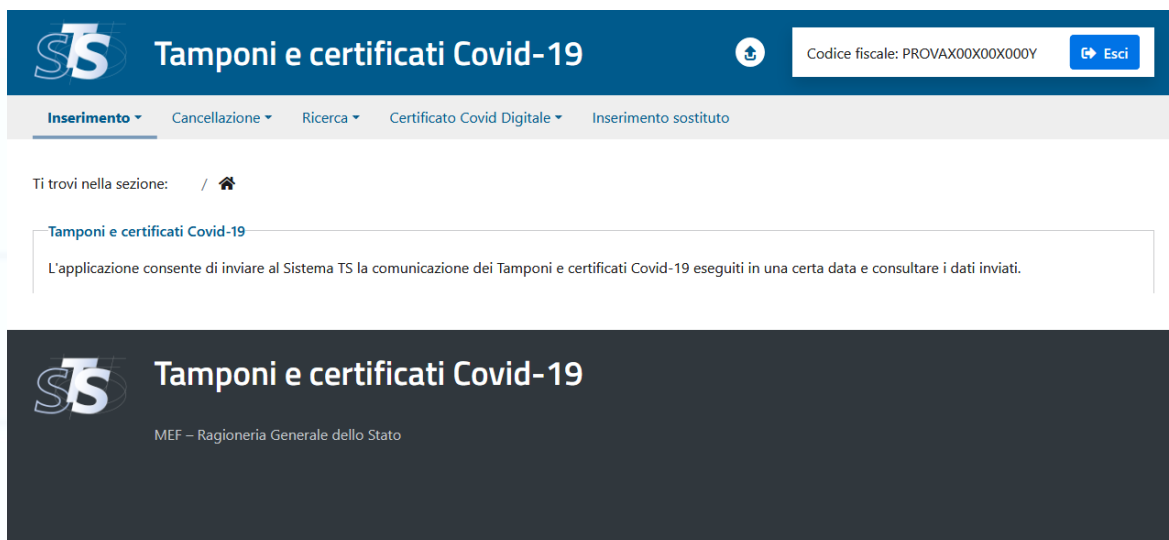 STS
Tamponi e certificati Covid-19
Codice fiscale: PROVAX00X00X000Y
Esci
Inserimento
Cancellazione
Ricerca
Certificato Covid Digitale
Inserimento sostituto
Ti trovi nella sezione: /
Tamponi e certificati Covid-19
L'applicazione consente di inviare al Sistema TS la comunicazione dei Tamponi e certificati Covid-19 eseguiti in una certa data e consultare i dati inviati.
STS
Tamponi e certificati Covid-19
MEF – Ragioneria Generale dello Stato